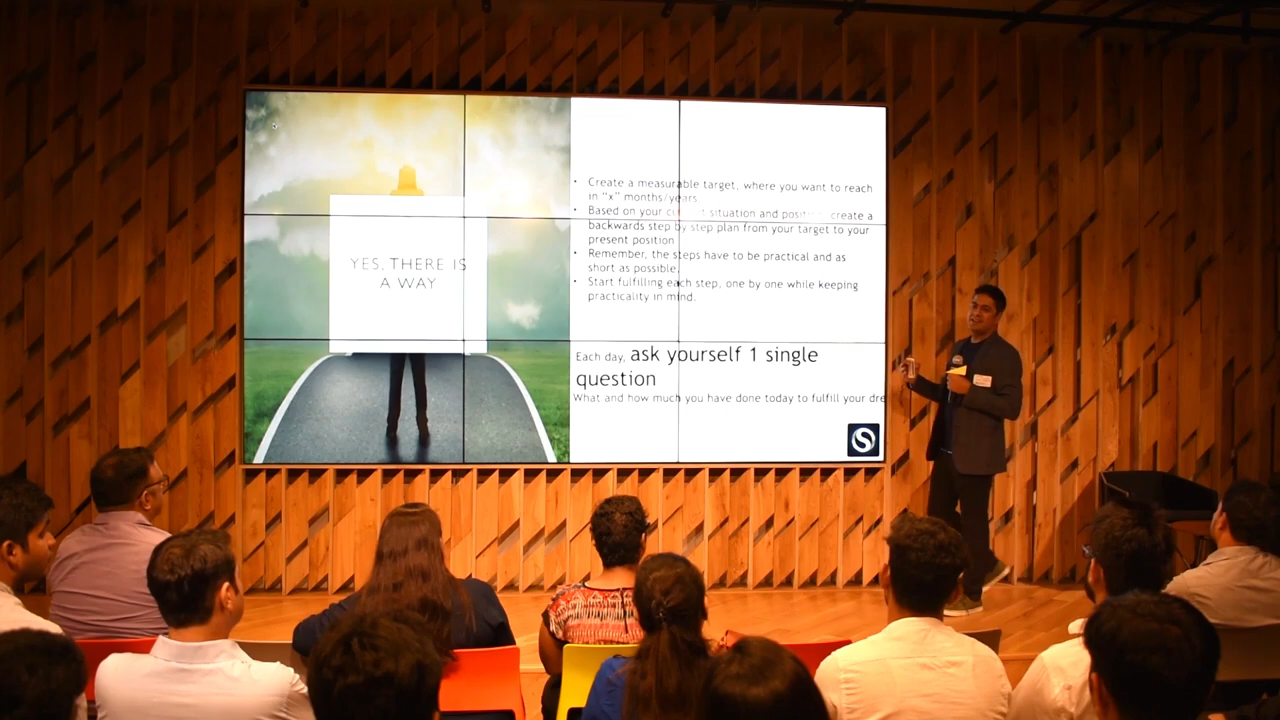 YES, THERE IS
A WAY
• Create a measurable target, where you want to reach
in "x" months/years
• Based on your situation and create a
backwards step by step plan from your target to your
present position
• Remember, the steps have to be practical and as
short as possible.
• Start fulfilling each step, one by one while keeping
practicality in mind.
Each day, ask yourself 1 single
question
What and how much you have done today to fulfill your dre
S